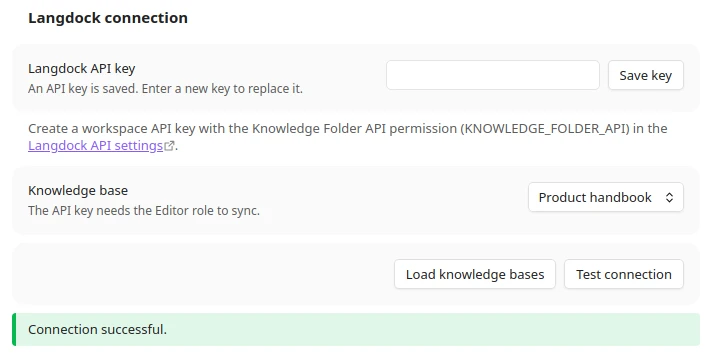 Langdock connection
Langdock API key
An API key is saved. Enter a new key to replace it.
Save key
Create a workspace API key with the Knowledge Folder API permission (KNOWLEDGE_FOLDER_API) in the
Langdock API settings.
Knowledge base
The API key needs the Editor role to sync.
Product handbook
Load knowledge bases
Test connection
Connection successful.